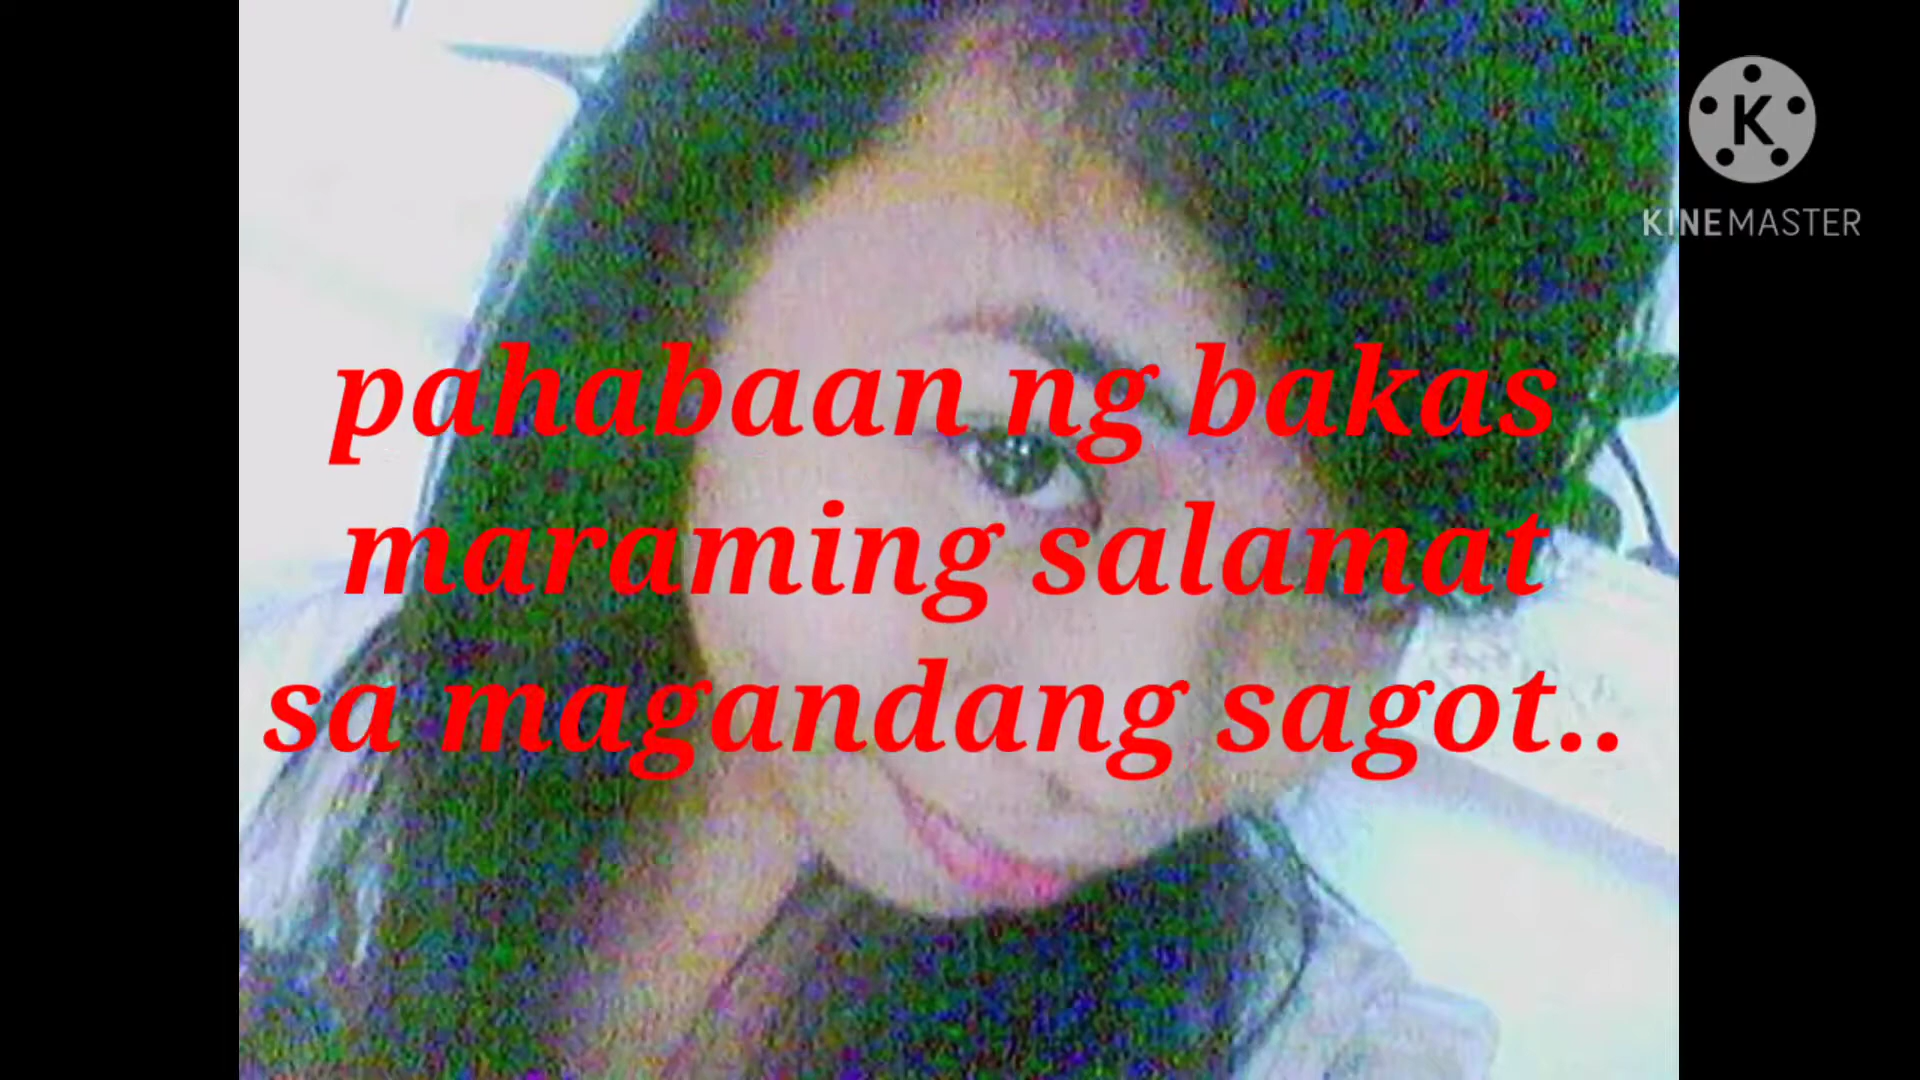 K
KINEMASTER
pahabaan ng bakas
maraming salamat
sa magandang sagot..